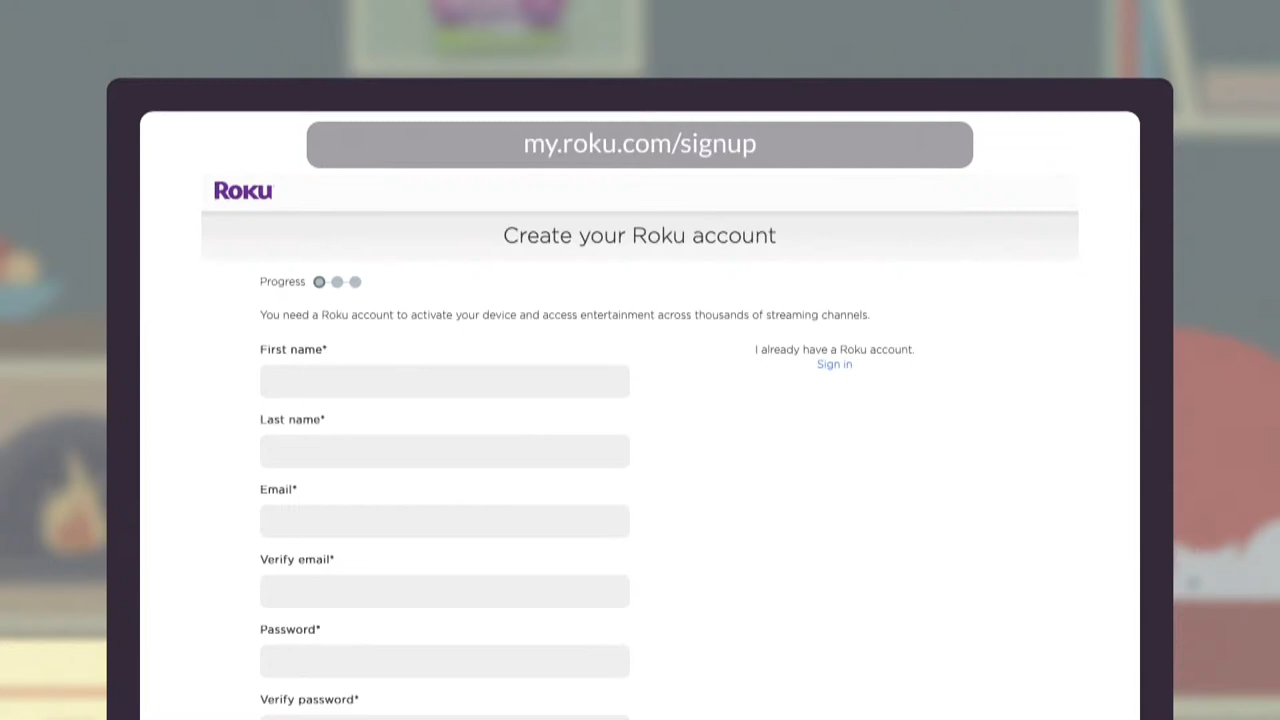 my.roku.com/signup
Roku
Create your Roku account
Progress
You need a Roku account to activate your device and access entertainment across thousands of streaming channels.
First name*
I already have a Roku account.
Sign in
Last name*
Email*
Verify email*
Password*
Verify password*